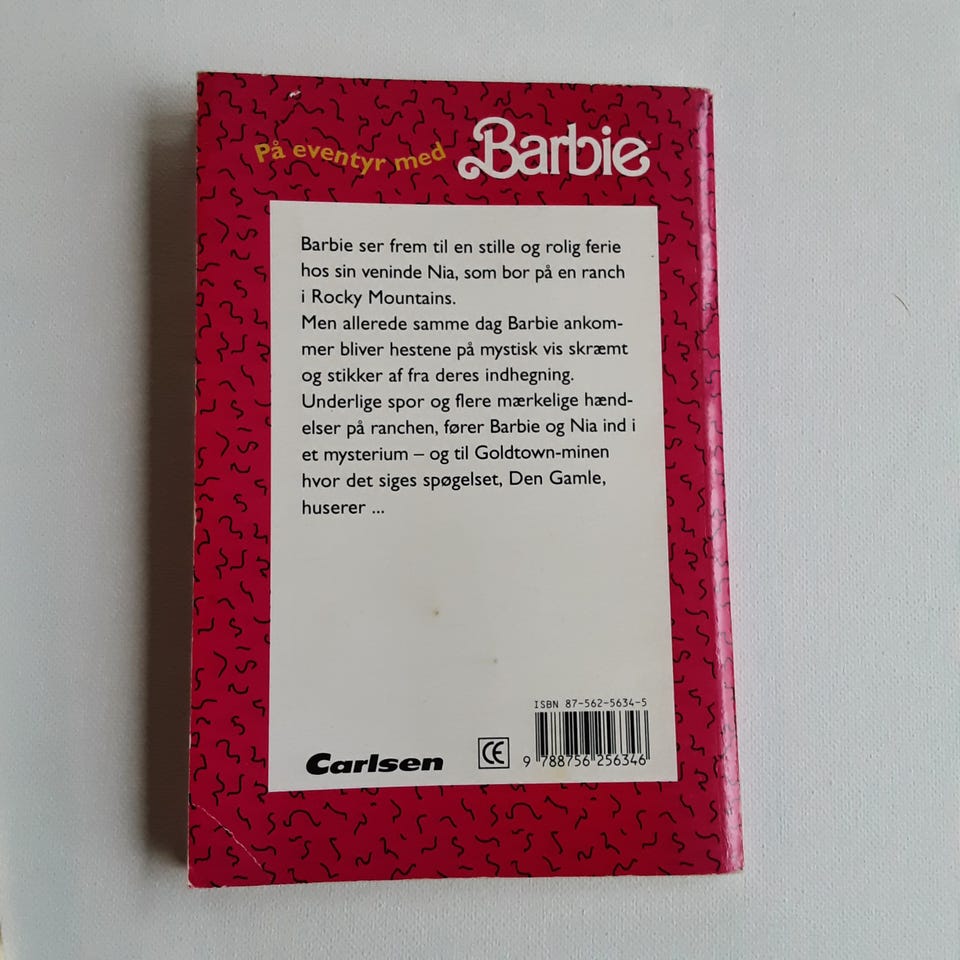 På eventyr med Barbie
Barbie ser frem til en stille og rolig ferie
hos sin veninde Nia, som bor på en ranch
i Rocky Mountains.
Men allerede samme dag Barbie ankom-
mer bliver hestene på mystisk vis skræmt
og stikker af fra deres indhegning.
Underlige spor og flere mærkelige hænd-
elser på ranchen, fører Barbie og Nia ind i
et mysterium – og til Goldtown-minen
hvor det siges spøgelset, Den Gamle,
huserer ...
ISBN 87-562-5634-5
Carlsen
CE
9 788756 256346